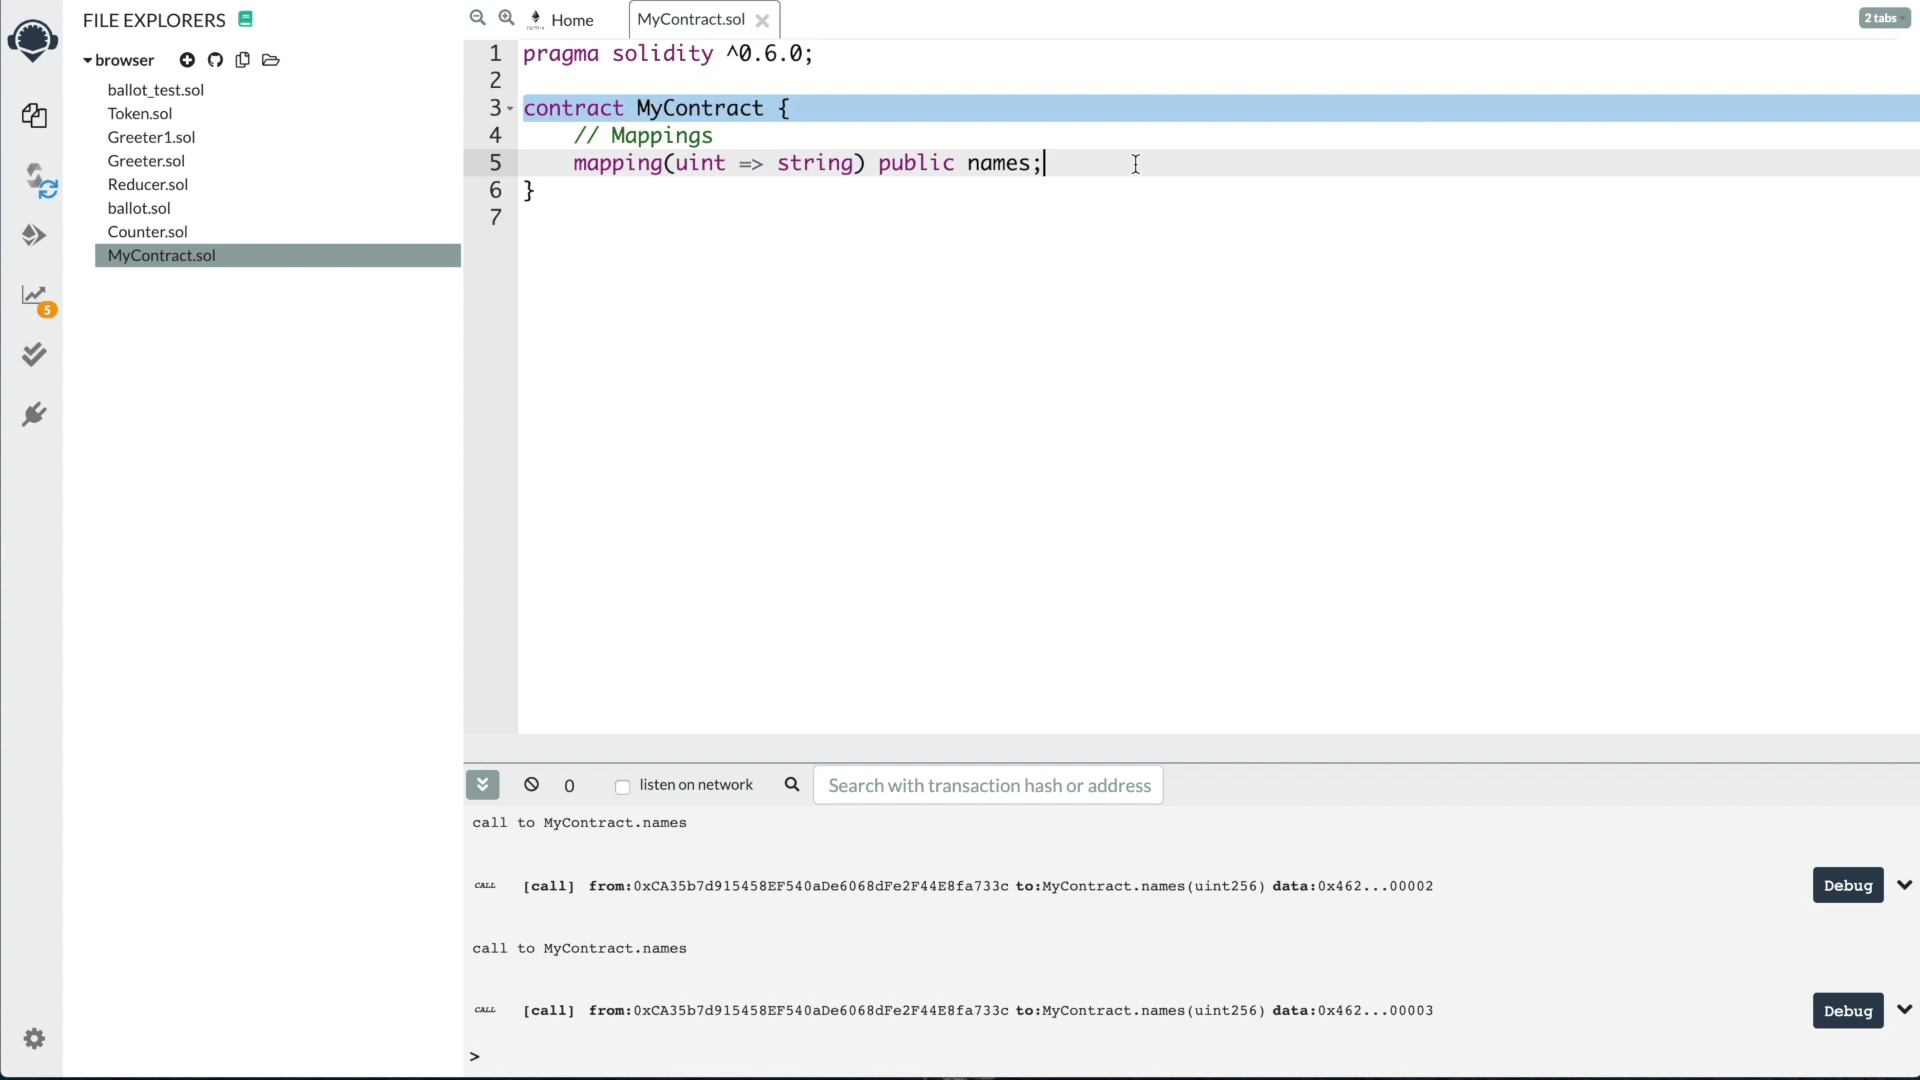 FILE EXPLORERS
browser
ballot_test.sol
Token.sol
Greeter1.sol
Greeter.sol
Reducer.sol
ballot.sol
Counter.sol
MyContract.sol
5
Home
MyContract.sol
2 tabs
1 pragma solidity ^0.6.0;
2
3 contract MyContract {
4 // Mappings
5 mapping(uint => string) public names;
6 }
7
0 listen on network Search with transaction hash or address
call to MyContract.names
CALL [call] from:0xCA35b7d915458EF540aDe6068dFe2F44E8fa733c to:MyContract.names(uint256) data:0x462...00002 Debug
call to MyContract.names
CALL [call] from:0xCA35b7d915458EF540aDe6068dFe2F44E8fa733c to:MyContract.names(uint256) data:0x462...00003 Debug
>